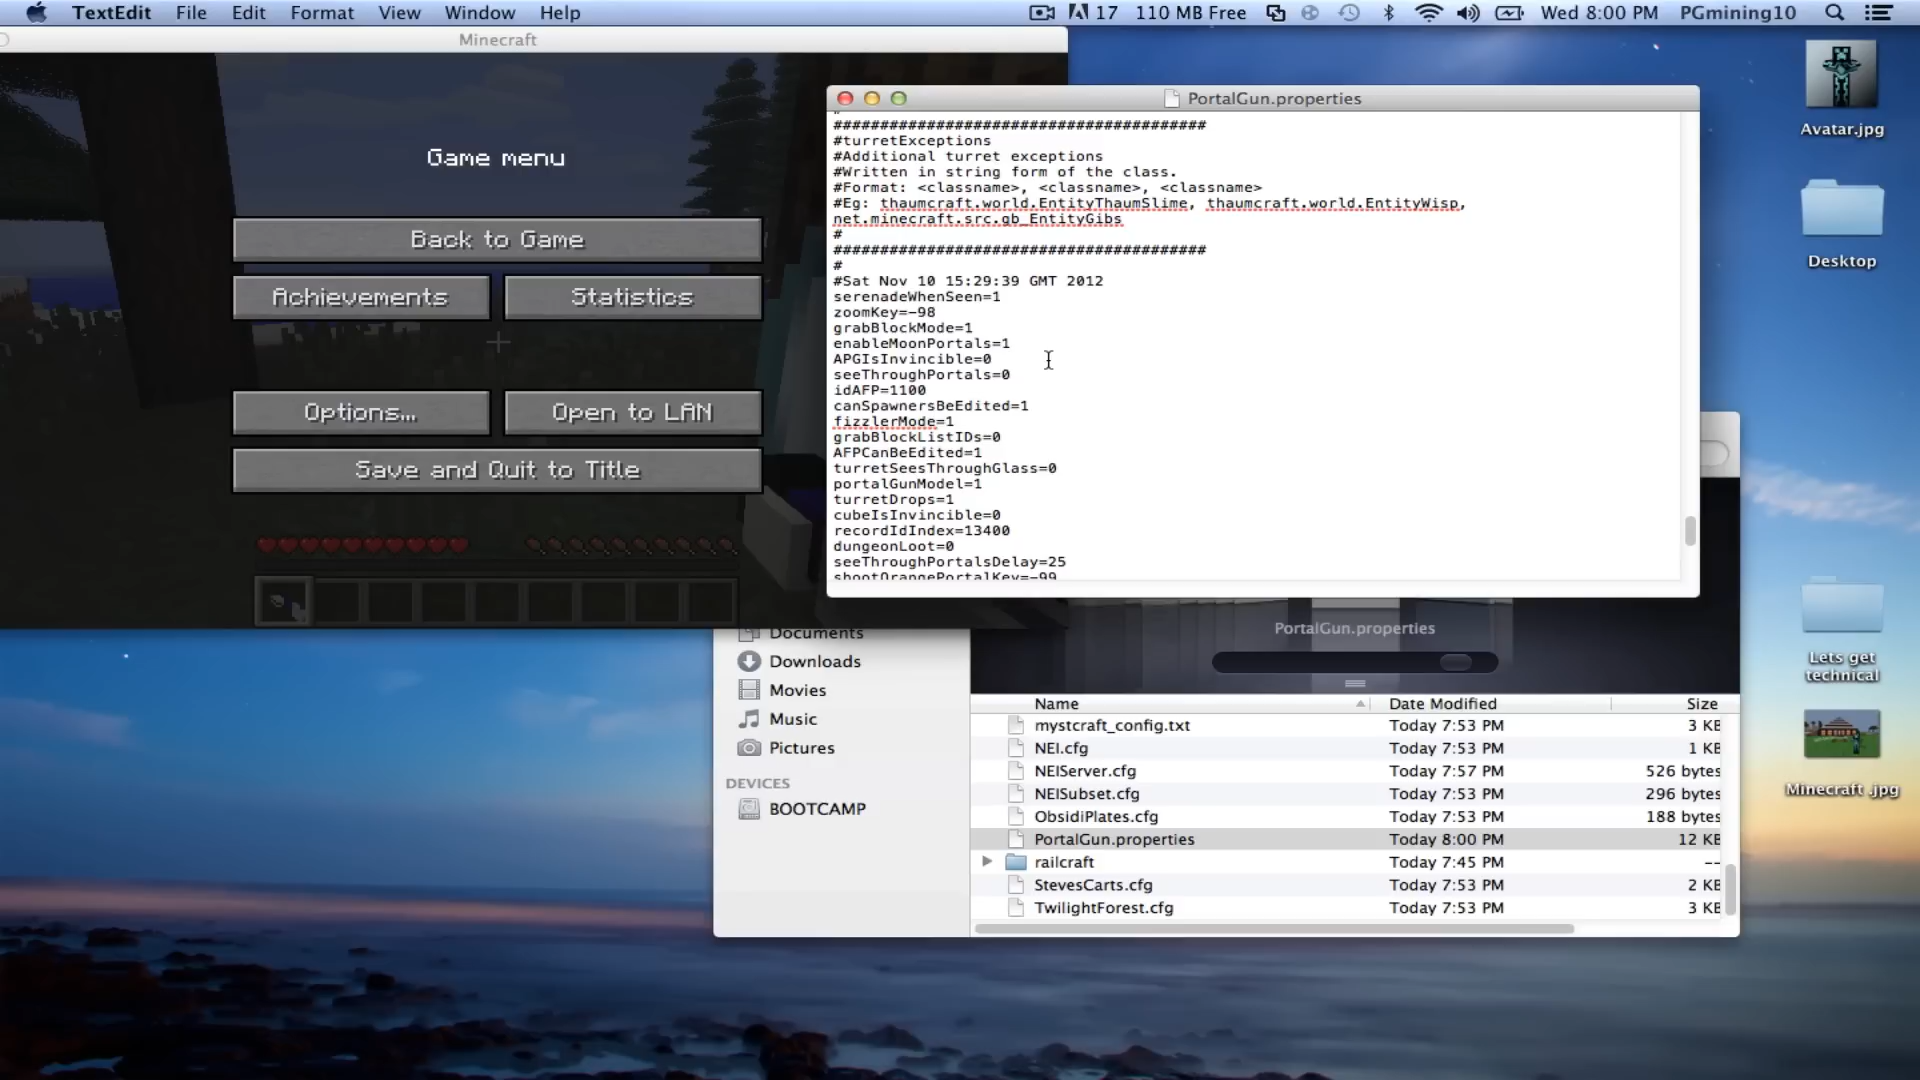 TextEdit File Edit Format View Window Help 17 110 MB Free Wed 8:00 PM PGmining10
Minecraft
Game menu
Back to Game
Achievements Statistics
Options... Open to LAN
Save and Quit to Title
PortalGun.properties
#
########################################
#turretExceptions
#Additional turret exceptions
#Written in string form of the class.
#Format: <classname>, <classname>, <classname>
#Eg: thaumcraft.world.EntityThaumSlime, thaumcraft.world.EntityWisp,
net.minecraft.src.gb_EntityGibs
#
########################################
#
#Sat Nov 10 15:29:39 GMT 2012
serenadeWhenSeen=1
zoomKey=-98
grabBlockMode=1
enableMoonPortals=1
APGIsInvincible=0
seeThroughPortals=0
idAFP=1100
canSpawnersBeEdited=1
fizzlerMode=1
grabBlockListIDs=0
AFPCanBeEdited=1
turretSeesThroughGlass=0
portalGunModel=1
turretDrops=1
cubeIsInvincible=0
recordIdIndex=13400
dungeonLoot=0
seeThroughPortalsDelay=25
shootOrangePortalKey=-99
PortalGun.properties
Documents
Downloads
Movies
Music
Pictures
DEVICES
BOOTCAMP
Name Date Modified Size
mystcraft_config.txt Today 7:53 PM 3 KB
NEI.cfg Today 7:53 PM 1 KB
NEIServer.cfg Today 7:57 PM 526 bytes
NEISubset.cfg Today 7:53 PM 296 bytes
ObsidiPlates.cfg Today 7:53 PM 188 bytes
PortalGun.properties Today 8:00 PM 12 KB
railcraft Today 7:45 PM --
StevesCarts.cfg Today 7:53 PM 2 KB
TwilightForest.cfg Today 7:53 PM 3 KB
Avatar.jpg
Desktop
Lets get
technical
Minecraft .jpg